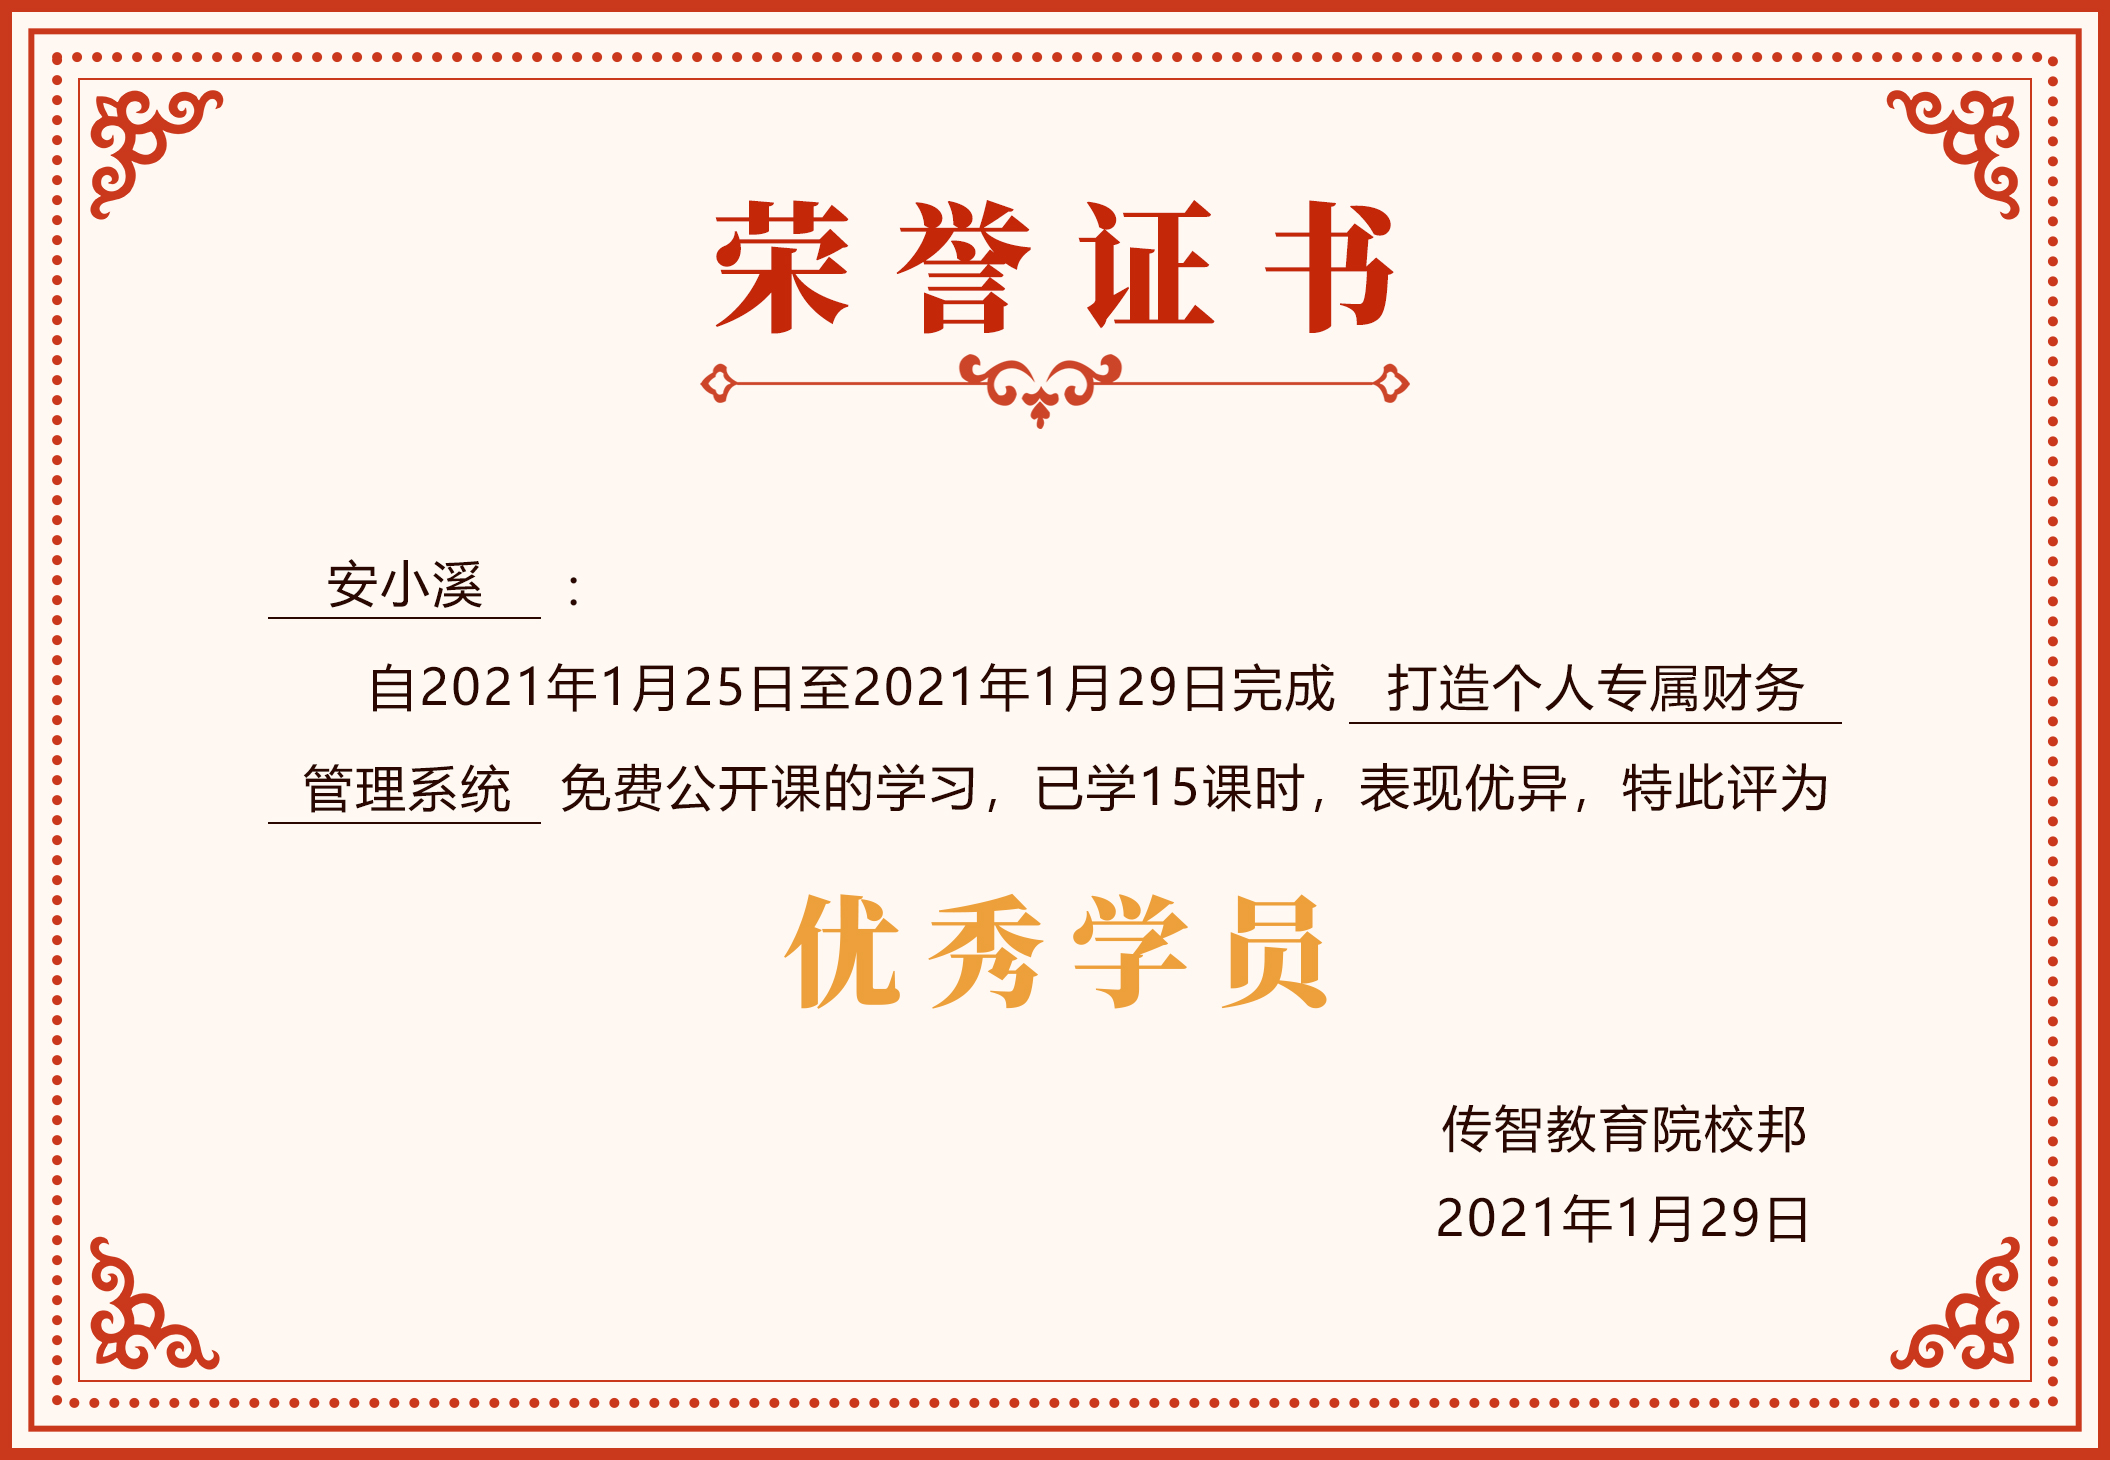 荣誉证书
安小溪 ：
自2021年1月25日至2021年1月29日完成 打造个人专属财务
管理系统 免费公开课的学习，已学15课时，表现优异，特此评为
优秀学员
传智教育院校邦
2021年1月29日